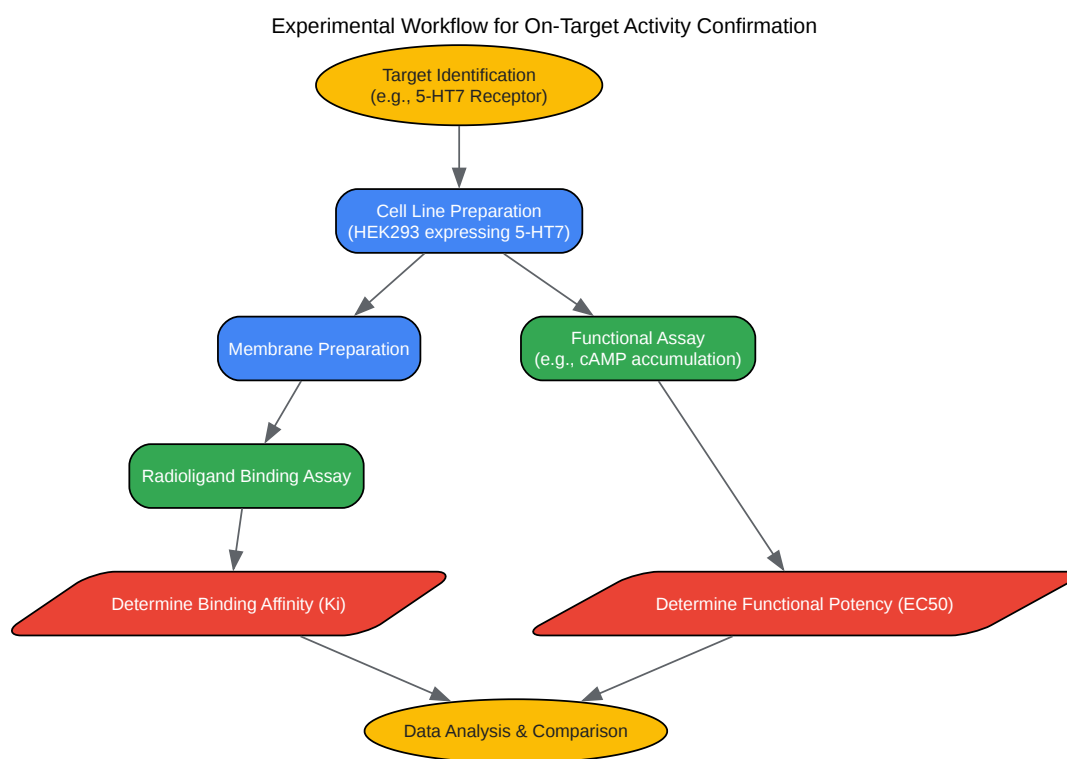 Experimental Workflow for On-Target Activity Confirmation
Target Identification
(e.g., 5-HT7 Receptor)
Cell Line Preparation
(HEK293 expressing 5-HT7)
Membrane Preparation
Functional Assay
(e.g., cAMP accumulation)
Radioligand Binding Assay
Determine Binding Affinity (Ki)
Determine Functional Potency (EC50)
Data Analysis & Comparison